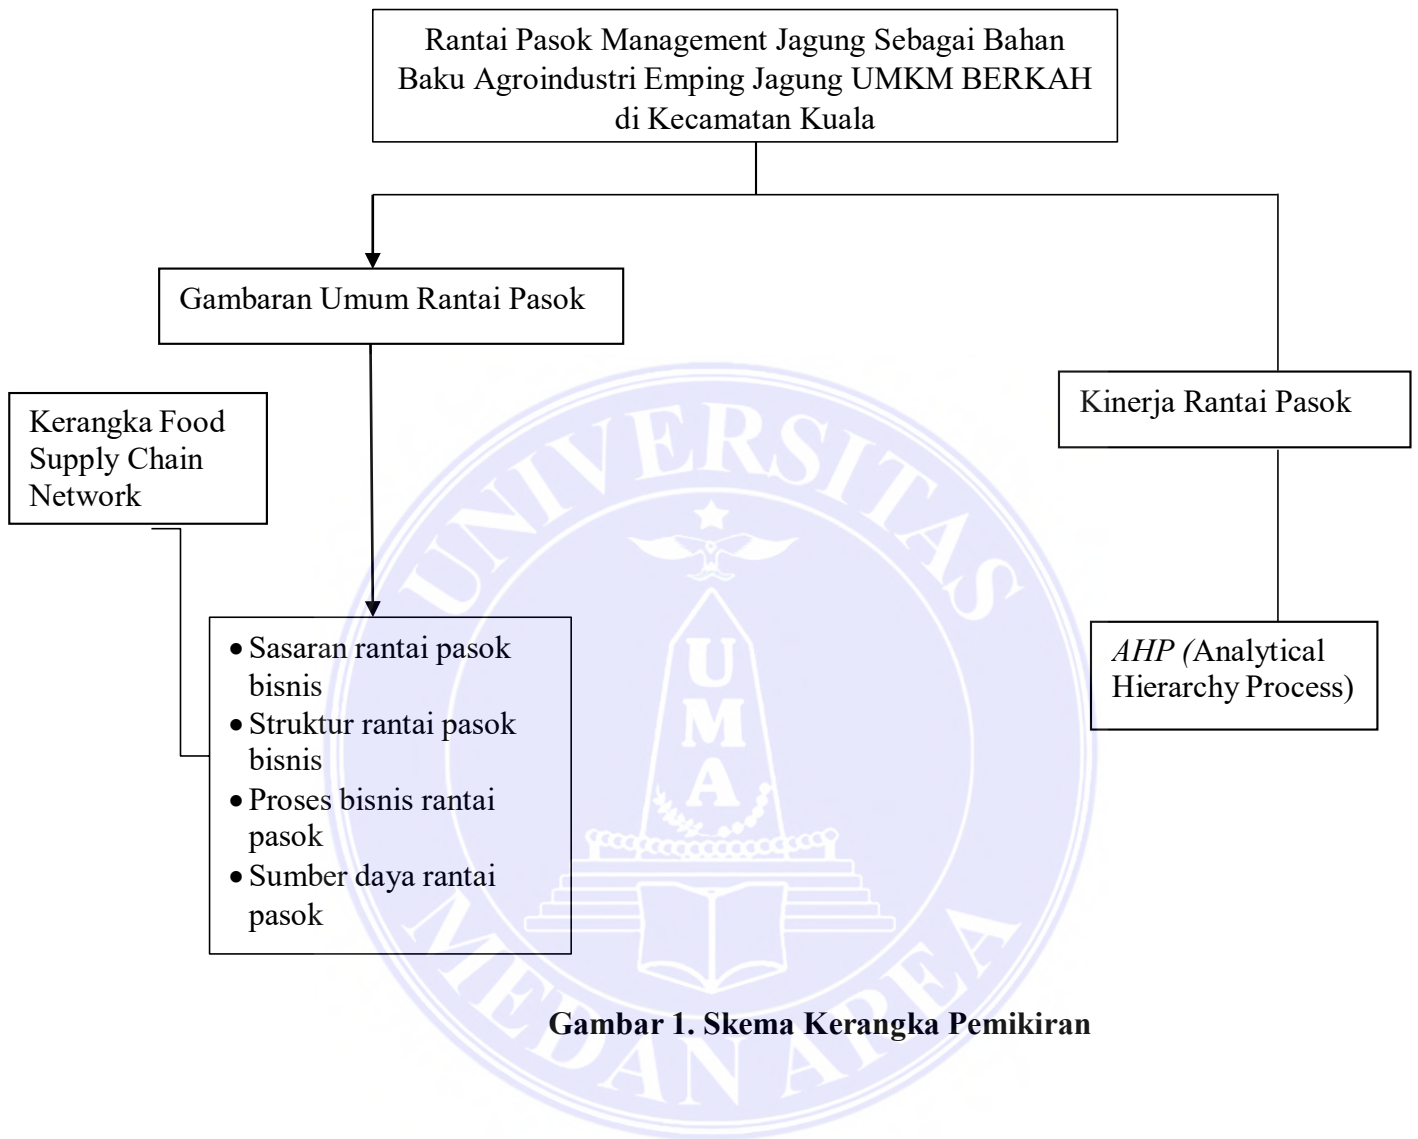 Rantai Pasok Management Jagung Sebagai Bahan
Baku Agroindustri Emping Jagung UMKM BERKAH
di Kecamatan Kuala
Gambaran Umum Rantai Pasok
Kerangka Food
Supply Chain
Network
Kinerja Rantai Pasok
• Sasaran rantai pasok
bisnis
• Struktur rantai pasok
bisnis
• Proses bisnis rantai
pasok
• Sumber daya rantai
pasok
AHP (Analytical
Hierarchy Process)
UNIVERSITAS
U
M
A
MEDAN AREA
Gambar 1. Skema Kerangka Pemikiran